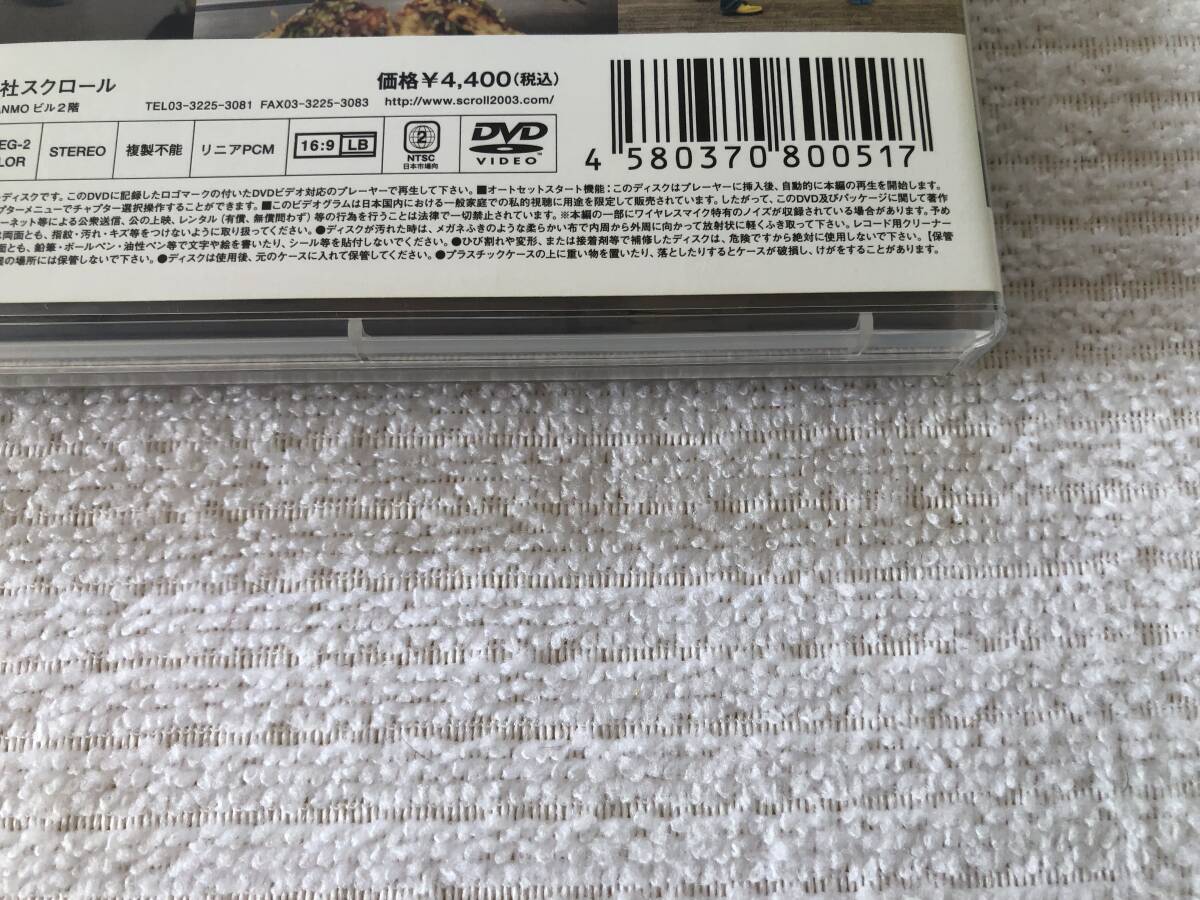 社スクロール
ANMO ビル2階
TEL03-3225-3081 FAX03-3225-3083
価格￥4,400(税込)
http://www.scroll2003.com/
EG-2
LOR
STEREO
複製不能
リニアPCM
16:9 LB
2
NTSC
日本市場向
DVD
VIDEO
4 580370 800517
ディスクです。このDVDに記録したロゴマークの付いたDVDビデオ対応のプレーヤーで再生して下さい。■オートセットスタート機能：このディスクはプレーヤーに挿入後、自動的に本編の再生を開始します。
プターメニューでチャプター選択操作することができます。■このビデオグラムは日本国内における一般家庭での私的視聴に用途を限定して販売されています。したがって、このDVD及びパッケージに関して著作
ーネット等による公衆送信、公の上映、レンタル(有償、無償問わず)等の行為を行うことは法律で一切禁止されています。※本編の一部にワイヤレスマイク特有のノイズが収録されている場合があります。予め
は両面とも、指紋・汚れ・キズ等をつけないように取り扱ってください。●ディスクが汚れた時は、メガネふきのような柔らかい布で内周から外周に向かって放射状に軽くふき取って下さい。レコード用クリーナー
面とも、鉛筆・ボールペン・油性ペン等で文字や絵を書いたり、シール等を貼付しないでください。●ひび割れや変形、または接着剤等で補修したディスクは、危険ですから絶対に使用しないで下さい。【保管
の場所には保管しないで下さい。●ディスクは使用後、元のケースに入れて保管してください。●プラスチックケースの上に重い物を置いたり、落としたりするとケースが破損し、けがをすることがあります。